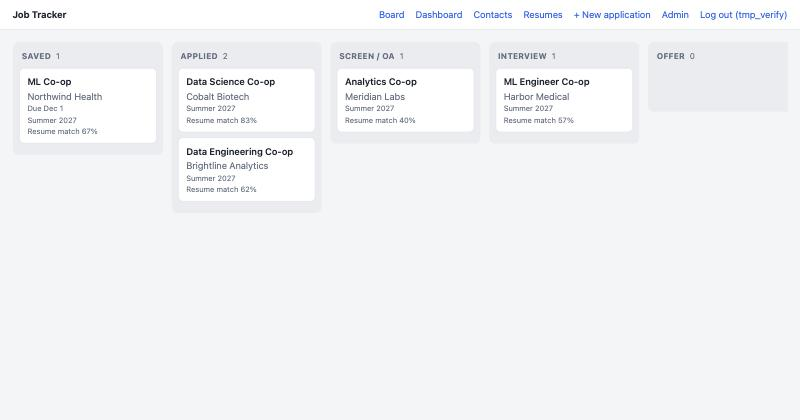 Job Tracker
Board Dashboard Contacts Resumes + New application Admin Log out (tmp_verify)
SAVED 1
ML Co-op
Northwind Health
Due Dec 1
Summer 2027
Resume match 67%
APPLIED 2
Data Science Co-op
Cobalt Biotech
Summer 2027
Resume match 83%
Data Engineering Co-op
Brightline Analytics
Summer 2027
Resume match 62%
SCREEN / OA 1
Analytics Co-op
Meridian Labs
Summer 2027
Resume match 40%
INTERVIEW 1
ML Engineer Co-op
Harbor Medical
Summer 2027
Resume match 57%
OFFER 0